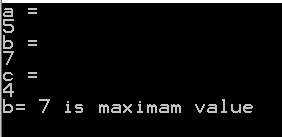 a =
5
b =
7
c =
4
b= 7 is maximam value